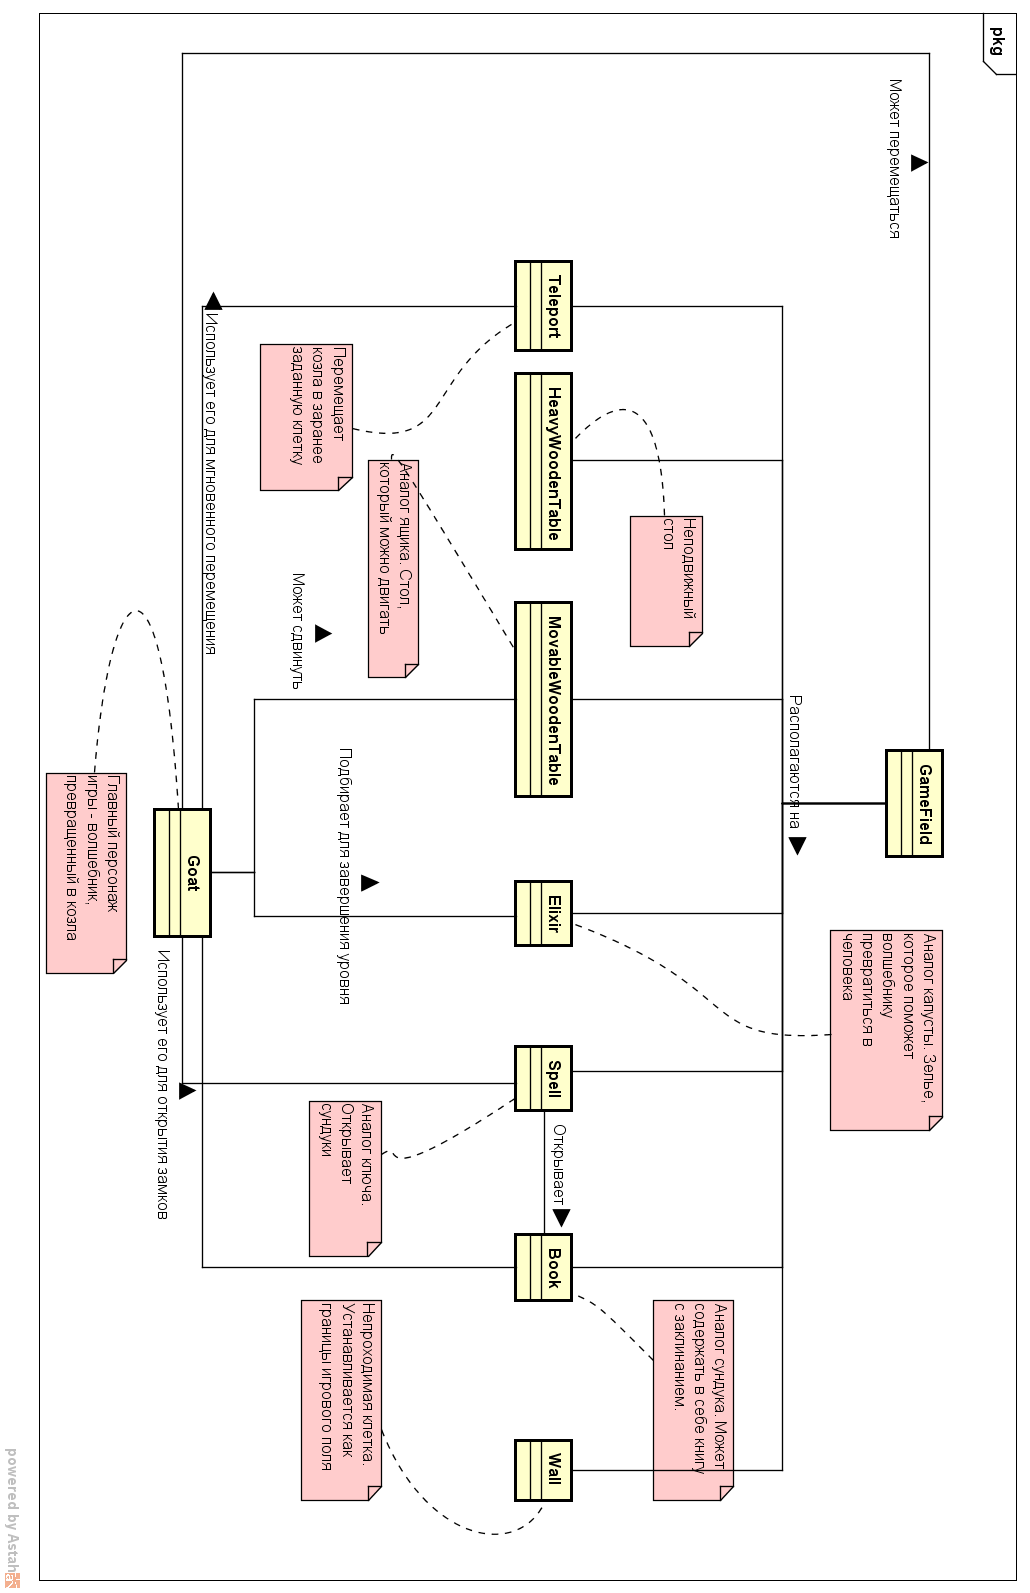 pkg
Может перемещаться
GameField
Располагаются на
Аналог капусты. Зелье,
которое поможет
волшебнику
превратиться в
человека
Неподвижный
стол
Аналог сундука. Может
содержать в себе книгу
с заклинанием.
Teleport
HeavyWoodenTable
MovableWoodenTable
Elixir
Spell
Открывает
Book
Wall
Перемещает
козла в заранее
заданную клетку
Аналог ящика. Стол,
который можно двигать
Может сдвинуть
Подбирает для завершения уровня
Аналог ключа.
Открывает
сундуки
Непроходимая клетка.
Устанавливается как
границы игрового поля
Использует его для мгновенного перемещения
Goat
Использует его для открытия замков
Главный персонаж
игры - волшебник,
превращенный в козла
powered by Astah